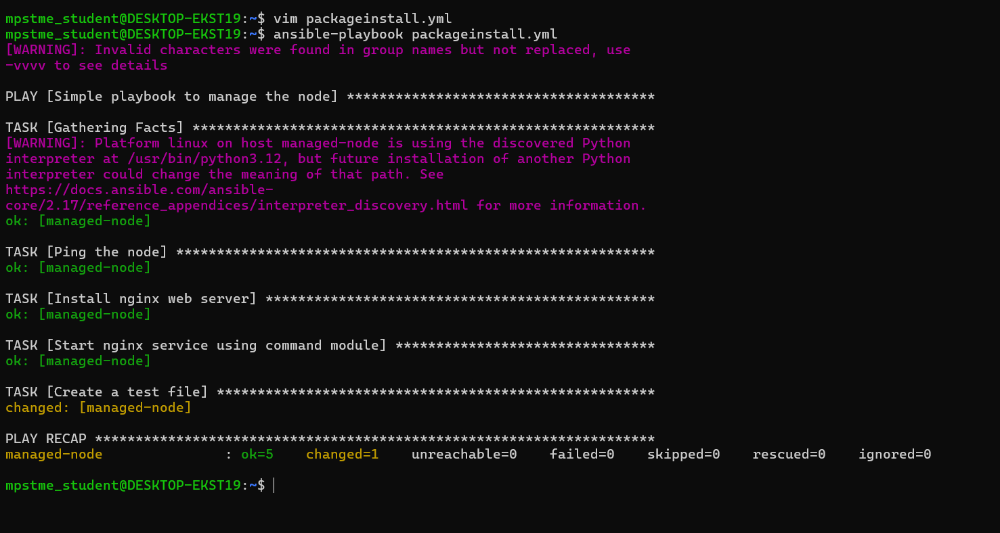 mpstme_student@DESKTOP-EKST19:~$ vim packageinstall.yml
mpstme_student@DESKTOP-EKST19:~$ ansible-playbook packageinstall.yml
[WARNING]: Invalid characters were found in group names but not replaced, use
-vvvv to see details
PLAY [Simple playbook to manage the node] **************************************
TASK [Gathering Facts] *********************************************************
[WARNING]: Platform linux on host managed-node is using the discovered Python
interpreter at /usr/bin/python3.12, but future installation of another Python
interpreter could change the meaning of that path. See
https://docs.ansible.com/ansible-
core/2.17/reference_appendices/interpreter_discovery.html for more information.
ok: [managed-node]
TASK [Ping the node] ***********************************************************
ok: [managed-node]
TASK [Install nginx web server] ************************************************
ok: [managed-node]
TASK [Start nginx service using command module] ********************************
ok: [managed-node]
TASK [Create a test file] ******************************************************
changed: [managed-node]
PLAY RECAP *********************************************************************
managed-node               : ok=5    changed=1    unreachable=0    failed=0    skipped=0    rescued=0    ignored=0
mpstme_student@DESKTOP-EKST19:~$